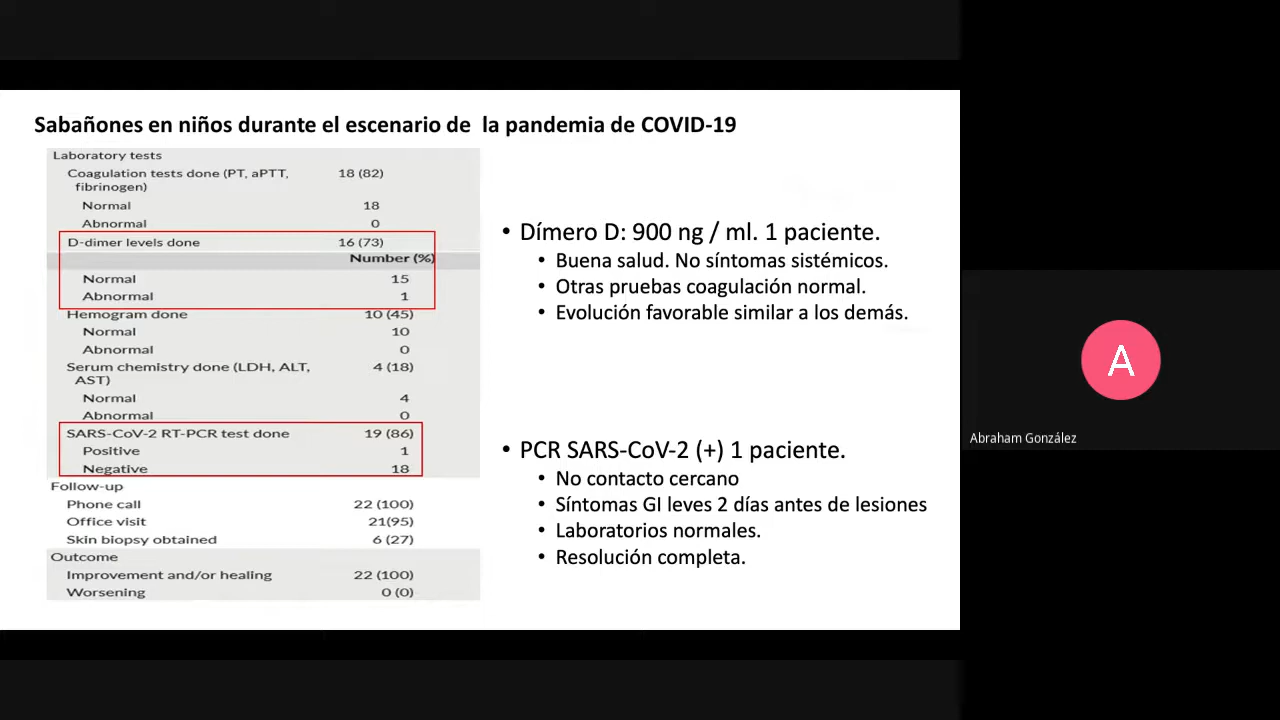 Sabañones en niños durante el escenario de la pandemia de COVID-19
Laboratory tests
Coagulation tests done (PT, aPTT, fibrinogen) 18 (82)
Normal 18
Abnormal 0
D-dimer levels done 16 (73)
Number (%)
Normal 15
Abnormal 1
Hemogram done 10 (45)
Normal 10
Abnormal 0
Serum chemistry done (LDH, ALT, AST) 4 (18)
Normal 4
Abnormal 0
SARS-CoV-2 RT-PCR test done 19 (86)
Positive 1
Negative 18
Follow-up
Phone call 22 (100)
Office visit 21(95)
Skin biopsy obtained 6 (27)
Outcome
Improvement and/or healing 22 (100)
Worsening 0 (0)
• Dímero D: 900 ng / ml. 1 paciente.
• Buena salud. No síntomas sistémicos.
• Otras pruebas coagulación normal.
• Evolución favorable similar a los demás.
• PCR SARS-CoV-2 (+) 1 paciente.
• No contacto cercano
• Síntomas GI leves 2 días antes de lesiones
• Laboratorios normales.
• Resolución completa.
A
Abraham González